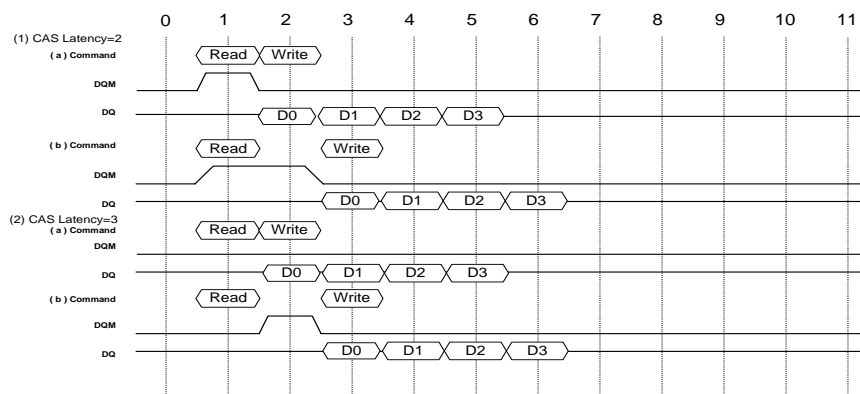 0 1 2 3 4 5 6 7 8 9 10 11
(1) CAS Latency=2
( a ) Command Read Write
DQM
DQ D0 D1 D2 D3
( b ) Command Read Write
DQM
DQ D0 D1 D2 D3
(2) CAS Latency=3
( a ) Command Read Write
DQM
DQ D0 D1 D2 D3
( b ) Command Read Write
DQM
DQ D0 D1 D2 D3